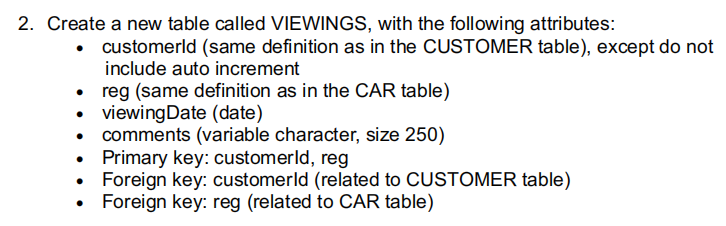 2. Create a new table called VIEWINGS, with the following attributes:
• customerId (same definition as in the CUSTOMER table), except do not
include auto increment
• reg (same definition as in the CAR table)
• viewingDate (date)
• comments (variable character, size 250)
• Primary key: customerId, reg
• Foreign key: customerId (related to CUSTOMER table)
• Foreign key: reg (related to CAR table)